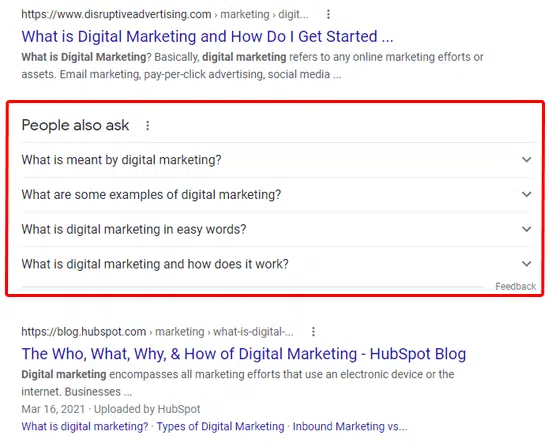 https://www.disruptiveadvertising.com › marketing › digit...
What is Digital Marketing and How Do I Get Started ...
What is Digital Marketing? Basically, digital marketing refers to any online marketing efforts or
assets. Email marketing, pay-per-click advertising, social media ...
People also ask
What is meant by digital marketing?
What are some examples of digital marketing?
What is digital marketing in easy words?
What is digital marketing and how does it work?
Feedback
https://blog.hubspot.com › marketing › what-is-digital-...
The Who, What, Why, & How of Digital Marketing - HubSpot Blog
Digital marketing encompasses all marketing efforts that use an electronic device or the
internet. Businesses ...
Mar 16, 2021 · Uploaded by HubSpot
What is digital marketing? · Types of Digital Marketing · Inbound Marketing vs...